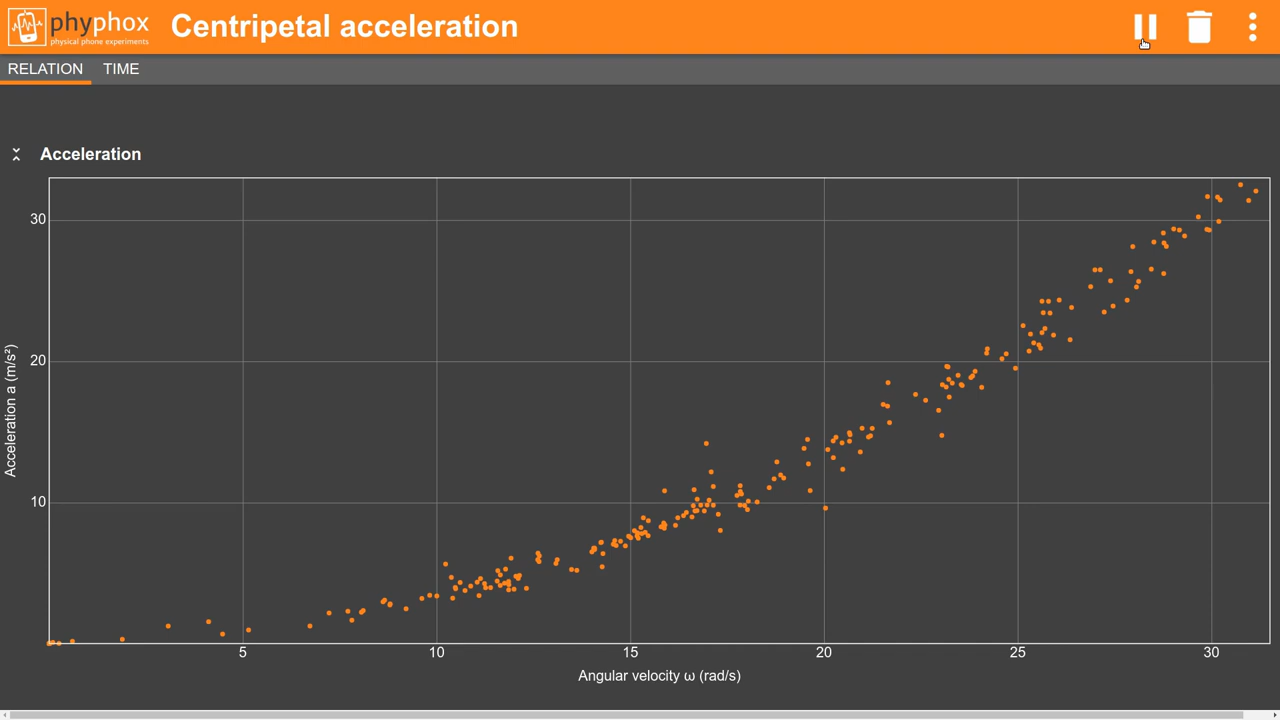 phyphox
physical phone experiments
Centripetal acceleration
RELATION TIME
Acceleration
Acceleration a (m/s²)
30
20
10
5 10 15 20 25 30
Angular velocity ω (rad/s)